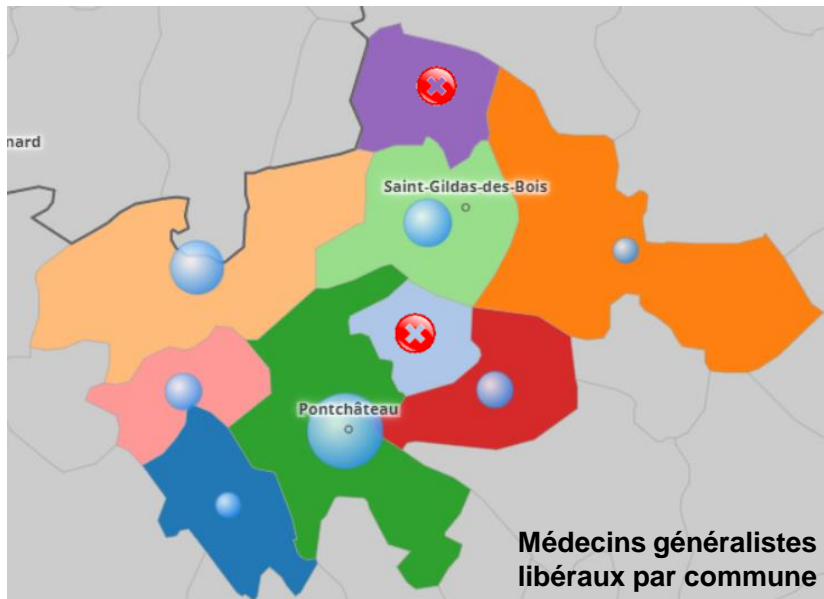 nard
Saint-Gildas-des-Bois
Pontchâteau
Médecins généralistes
libéraux par commune